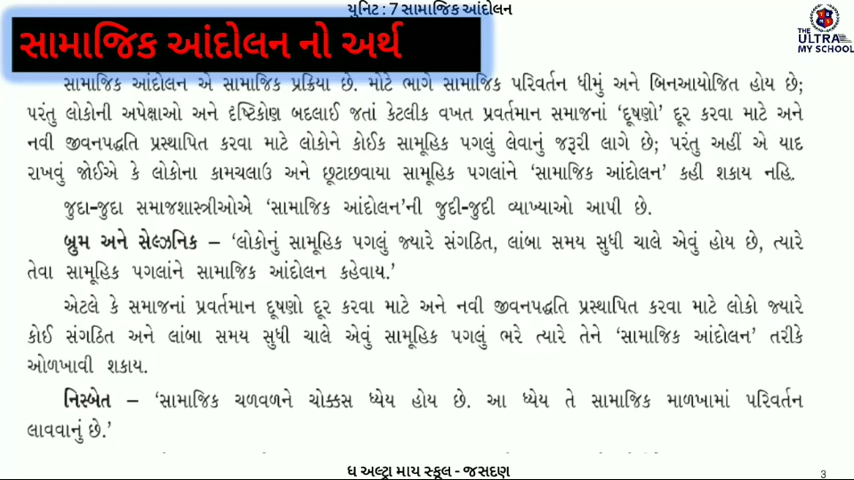 યુનિટ : 7 સામાજિક આંદોલન
સામાજિક આંદોલન નો અર્થ
THE
ULTRA
MY SCHOOL
સામાજિક આંદોલન એ સામાજિક પ્રક્રિયા છે. મોટે ભાગે સામાજિક પરિવર્તન ધીમું અને બિનઆયોજિત હોય છે;
પરંતુ લોકોની અપેક્ષાઓ અને દૃષ્ટિકોણ બદલાઈ જતાં કેટલીક વખત પ્રવર્તમાન સમાજનાં ‘દૂષણો’ દૂર કરવા માટે અને
નવી જીવનપદ્ધતિ પ્રસ્થાપિત કરવા માટે લોકોને કોઈક સામૂહિક પગલું લેવાનું જરૂરી લાગે છે; પરંતુ અહીં એ યાદ
રાખવું જોઈએ કે લોકોના કામચલાઉ અને છૂટાછવાયા સામૂહિક પગલાંને ‘સામાજિક આંદોલન’ કહી શકાય નહિ.
જુદા-જુદા સમાજશાસ્ત્રીઓએ ‘સામાજિક આંદોલન’ની જુદી-જુદી વ્યાખ્યાઓ આપી છે.
બ્રુમ અને સેલ્ઝનિક – ‘લોકોનું સામૂહિક પગલું જ્યારે સંગઠિત, લાંબા સમય સુધી ચાલે એવું હોય છે, ત્યારે
તેવા સામૂહિક પગલાંને સામાજિક આંદોલન કહેવાય.’
એટલે કે સમાજનાં પ્રવર્તમાન દૂષણો દૂર કરવા માટે અને નવી જીવનપદ્ધતિ પ્રસ્થાપિત કરવા માટે લોકો જ્યારે
કોઈ સંગઠિત અને લાંબા સમય સુધી ચાલે એવું સામૂહિક પગલું ભરે ત્યારે તેને ‘સામાજિક આંદોલન’ તરીકે
ઓળખાવી શકાય.
નિસ્બેત – ‘સામાજિક ચળવળને ચોક્કસ ધ્યેય હોય છે. આ ધ્યેય તે સામાજિક માળખામાં પરિવર્તન
લાવવાનું છે.’
ધ અલ્ટ્રા માય સ્કૂલ - જસદણ
3